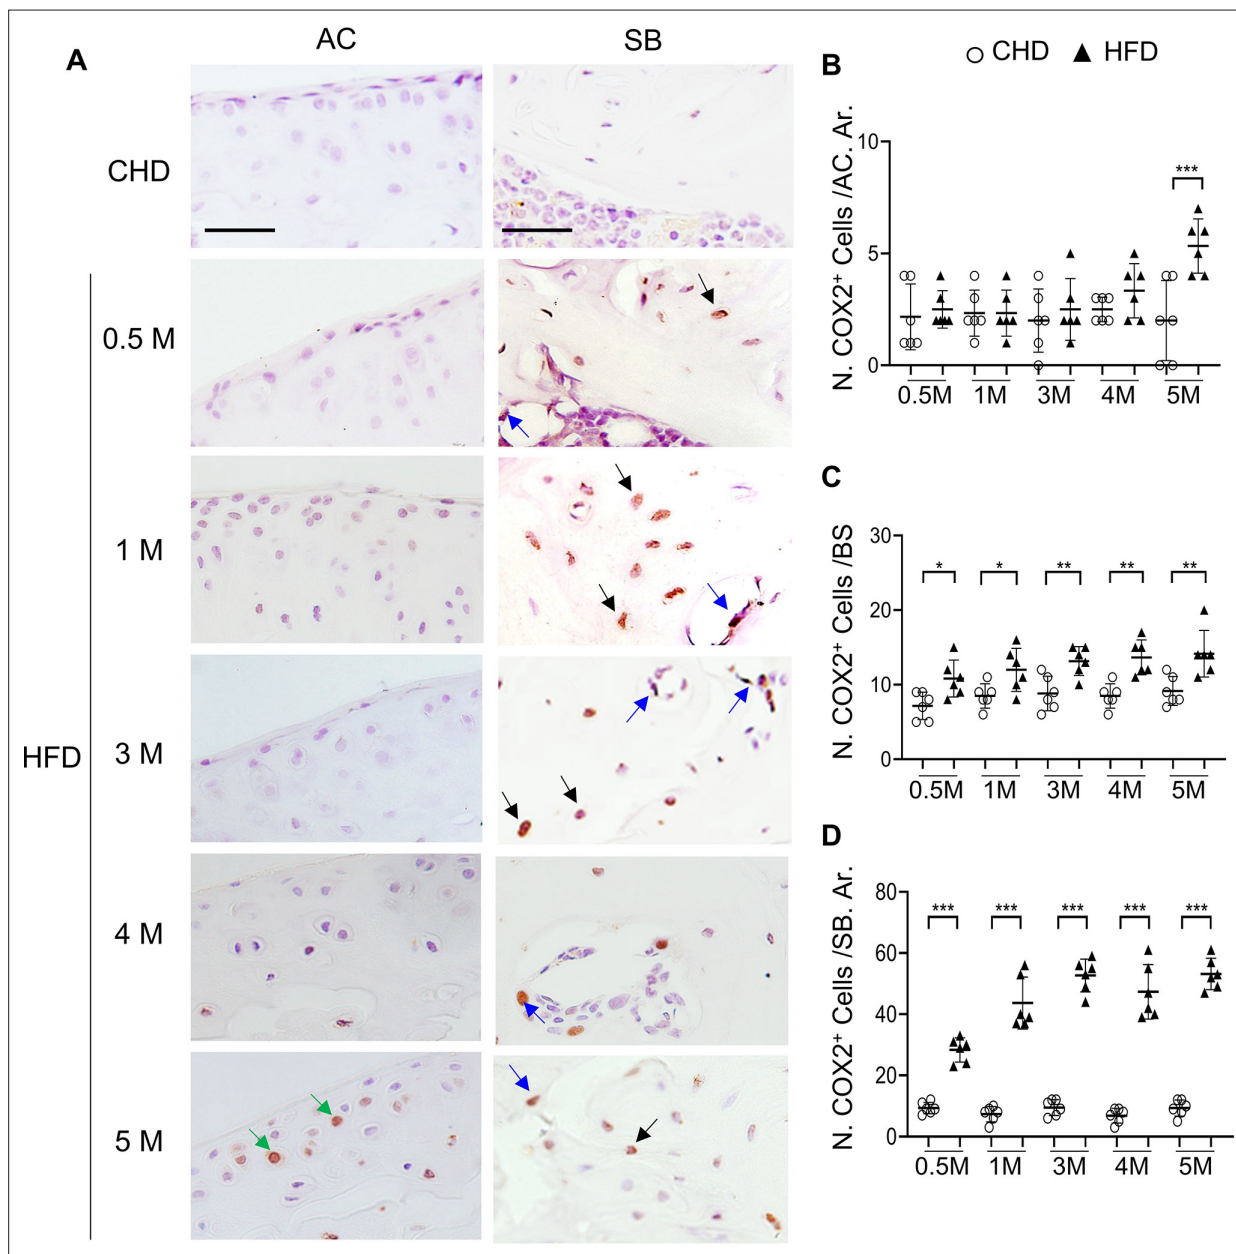 A
AC
SB
CHD
HFD
0.5 M
1 M
3 M
4 M
5 M
B
CHD
HFD
N. COX2⁺ Cells /AC. Ar.
10
5
0
***
0.5M 1M 3M 4M 5M
C
N. COX2⁺ Cells /BS
30
20
10
0
* * ** ** **
0.5M 1M 3M 4M 5M
D
N. COX2⁺ Cells /SB. Ar.
80
60
40
20
0
*** *** *** *** ***
0.5M 1M 3M 4M 5M